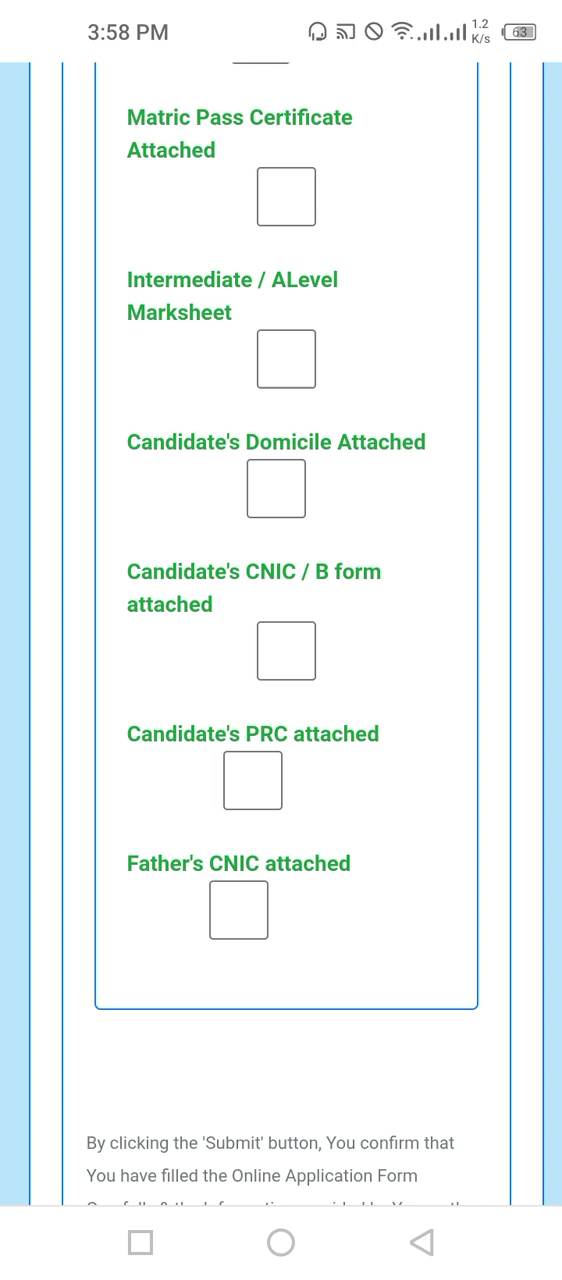 3:58 PM
1.2
K/s
63
Matric Pass Certificate
Attached
Intermediate / ALevel
Marksheet
Candidate's Domicile Attached
Candidate's CNIC / B form
attached
Candidate's PRC attached
Father's CNIC attached
By clicking the 'Submit' button, You confirm that
You have filled the Online Application Form